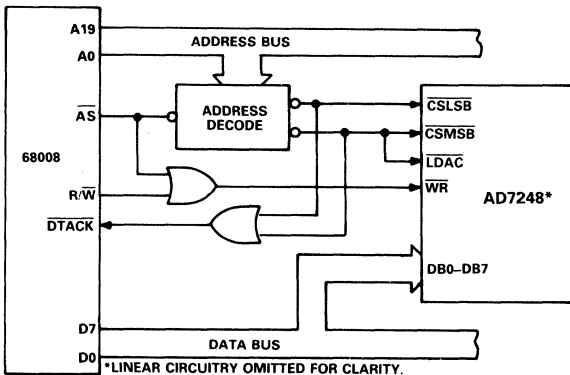 A19
ADDRESS BUS
A0
ADDRESS
DECODE
CSLSB
AS
CSMSB
68008
LDAC
R/W
WR
AD7248*
DTACK
DB0–DB7
D7
DATA BUS
D0
*LINEAR CIRCUITRY OMITTED FOR CLARITY.